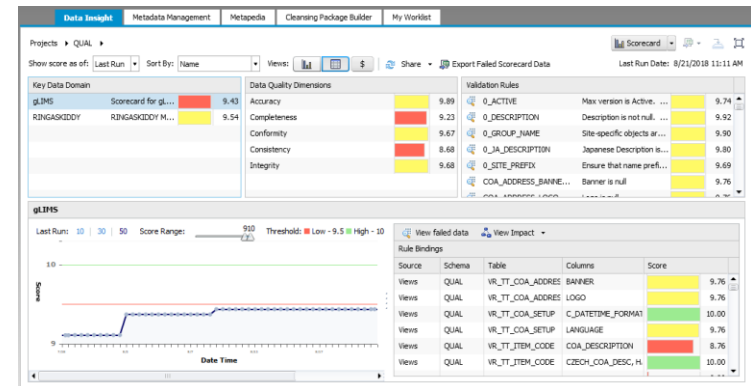 Data Insight Metadata Management Metapedia Cleansing Package Builder My Worklist
Projects QUAL
Scorecard
Show score as of: Last Run Sort By: Name Views: $ Share Export Failed Scorecard Data Last Run Date: 8/21/2018 11:11 AM
Key Data Domain
gLIMS Scorecard for gL... 9.43
RINGASKIDDY RINGASKIDDY M... 9.54
Data Quality Dimensions
Accuracy 9.89
Completeness 9.23
Conformity 9.67
Consistency 8.68
Integrity 9.68
Validation Rules
0_ACTIVE Max version is Active. ... 9.74
0_DESCRIPTION Description is not null. ... 9.92
0_GROUP_NAME Site-specific objects ar... 9.90
0_JA_DESCRIPTION Japanese Description is... 9.80
0_SITE_PREFIX Ensure that name prefi... 9.69
COA_ADDRESS_BANNE... Banner is null 9.76
gLIMS
Last Run: 10 | 30 | 50 Score Range: 910 Threshold: Low - 9.5 High - 10
10
Score
9
Date Time
View failed data View Impact
Rule Bindings
Source Schema Table Columns Score
Views QUAL VR_TT_COA_ADDRES BANNER 9.76
Views QUAL VR_TT_COA_ADDRES LOGO 9.76
Views QUAL VR_TT_COA_SETUP C_DATETIME_FORMAT 10.00
Views QUAL VR_TT_COA_SETUP LANGUAGE 9.76
Views QUAL VR_TT_ITEM_CODE COA_DESCRIPTION 8.76
Views QUAL VR_TT_ITEM_CODE CZECH_COA_DESC, H. 10.00